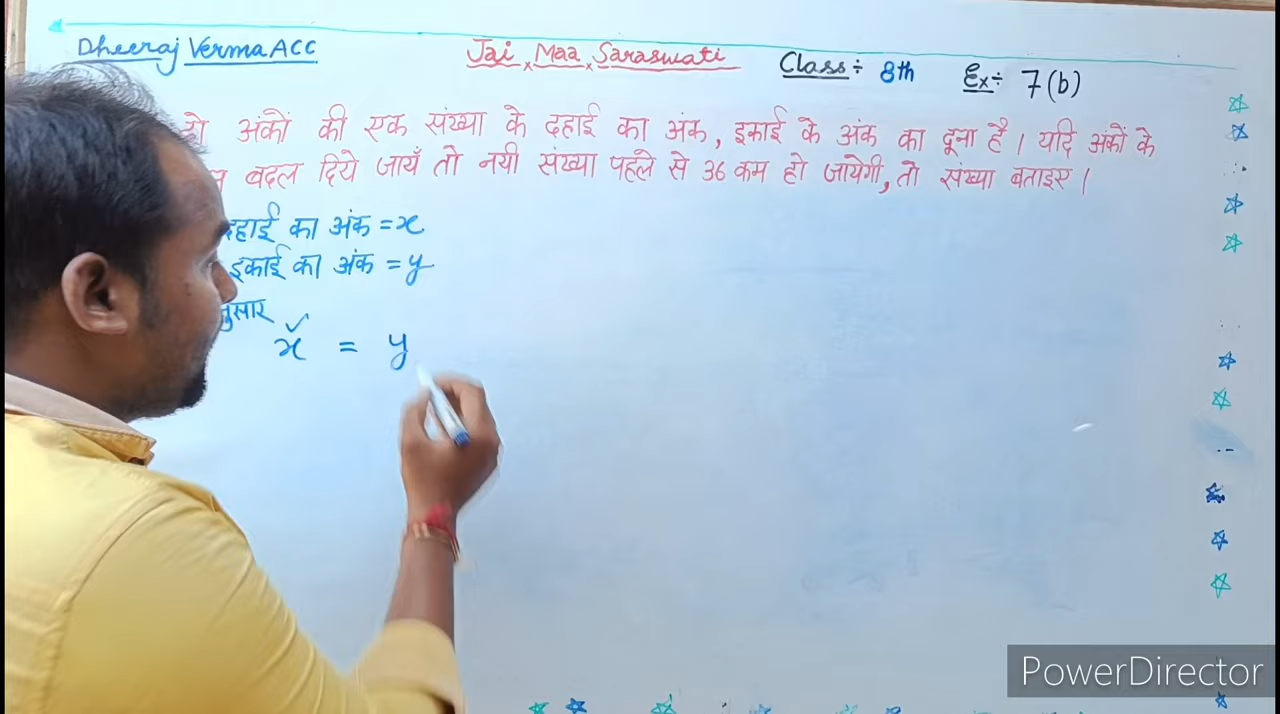 Dheeraj Verma ACC Jai x Maa x Saraswati Class÷ 8th Ex÷ 7(b)
अंकों की एक संख्या के दहाई का अंक, इकाई के अंक का दूना है। यदि अंकों के
बदल दिये जायँ तो नयी संख्या पहले से 36 कम हो जायेगी, तो संख्या बताइए।
दहाई का अंक = x
इकाई का अंक = y
x = y
PowerDirector